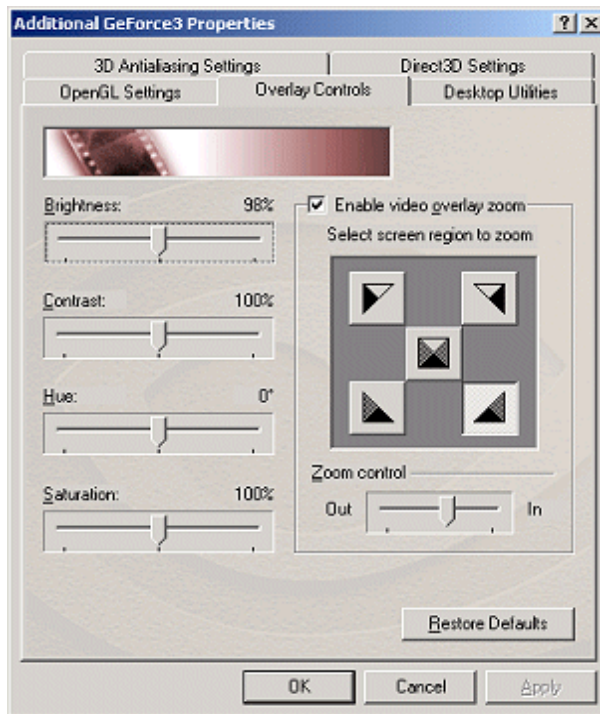 Additional GeForce3 Properties
3D Antialiasing Settings Direct3D Settings
OpenGL Settings Overlay Controls Desktop Utilities
Brightness: 98%
Enable video overlay zoom
Select screen region to zoom
Contrast: 100%
Hue: 0°
Saturation: 100%
Zoom control
Out In
Restore Defaults
OK Cancel Apply